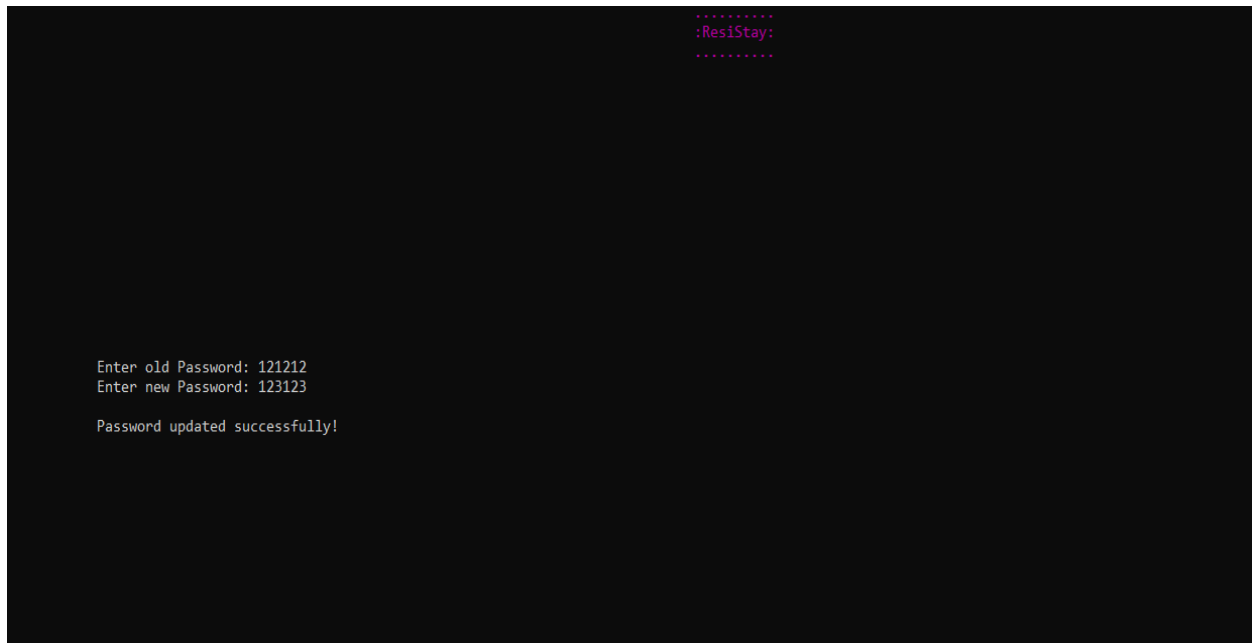 ..........
:ResiStay:
..........
Enter old Password: 121212
Enter new Password: 123123
Password updated successfully!